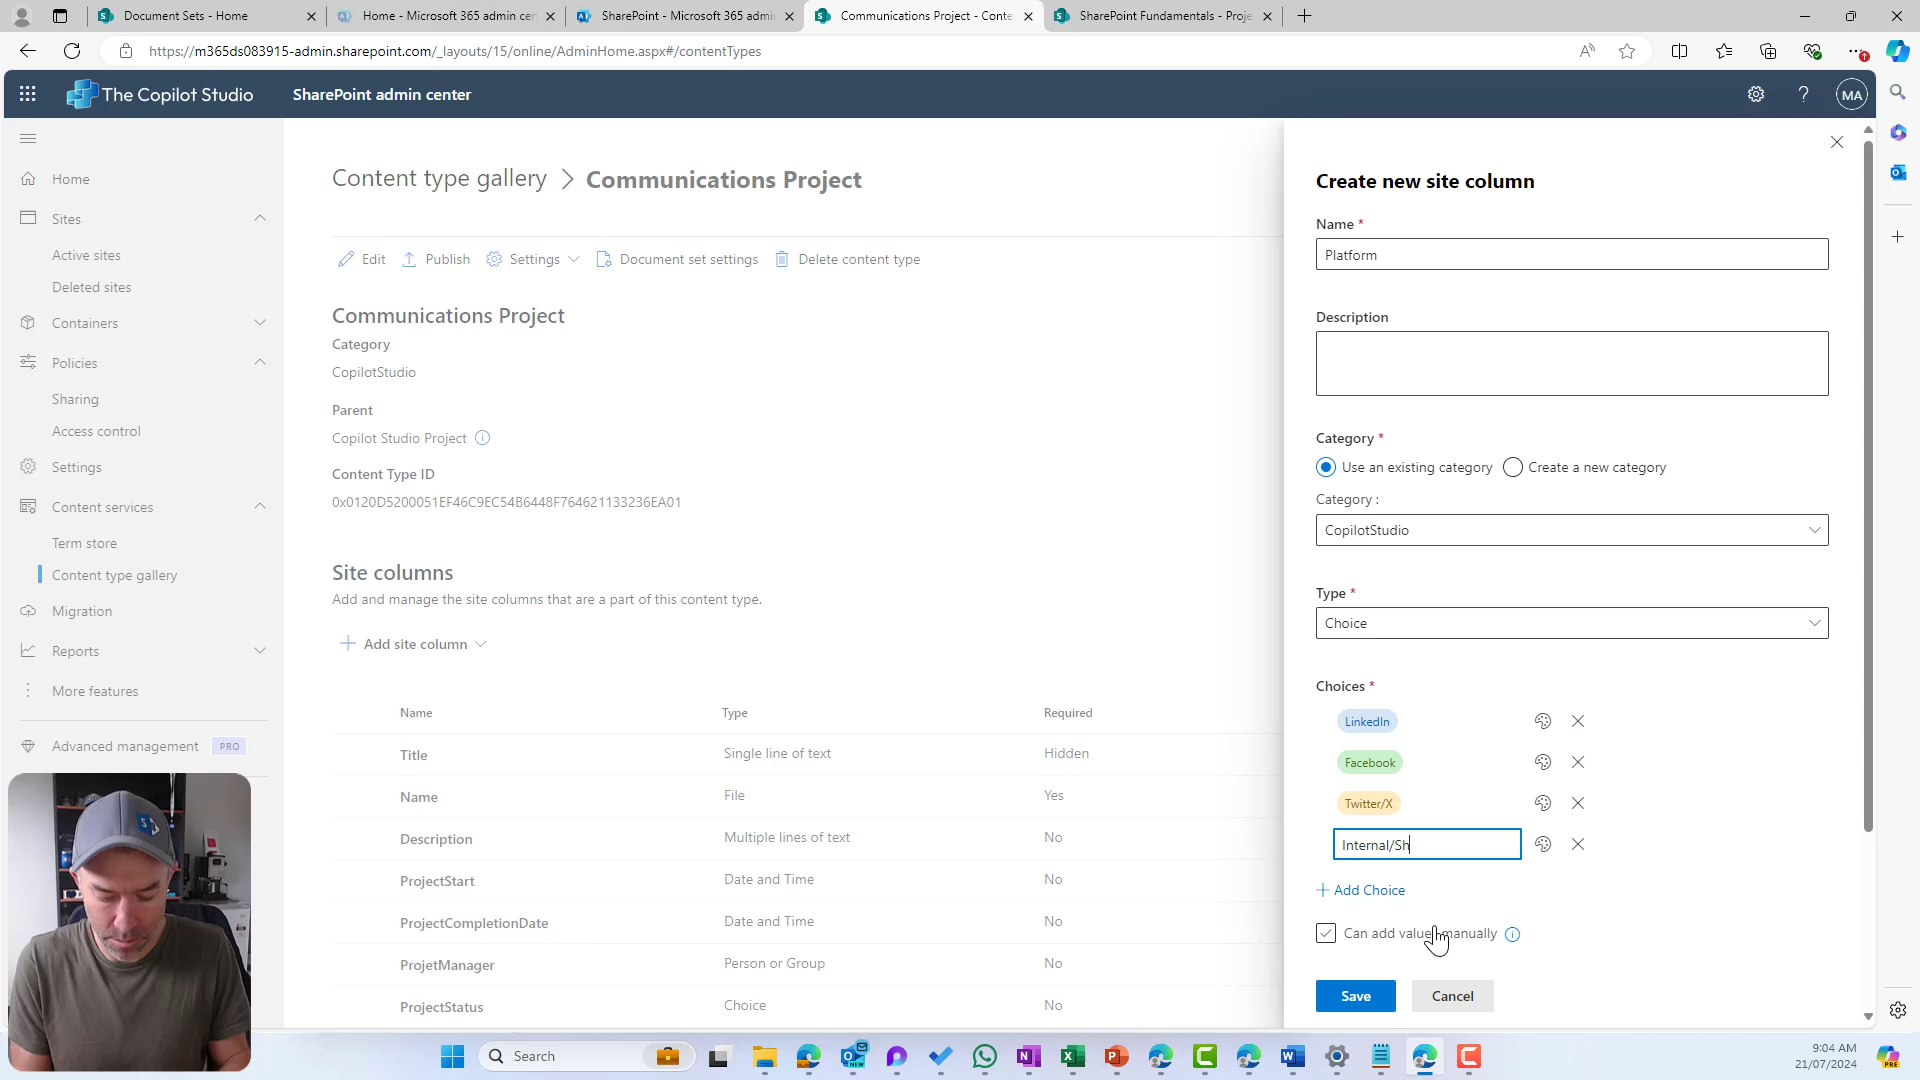 Document Sets - Home
Home - Microsoft 365 admin cen
SharePoint - Microsoft 365 admin
Communications Project - Conte
SharePoint Fundamentals - Proje
https://m365ds083915-admin.sharepoint.com/_layouts/15/online/AdminHome.aspx#/contentTypes
The Copilot Studio
SharePoint admin center
MA
Home
Sites
Active sites
Deleted sites
Containers
Policies
Sharing
Access control
Settings
Content services
Term store
Content type gallery
Migration
Reports
More features
Advanced management PRO
Content type gallery > Communications Project
Edit Publish Settings Document set settings Delete content type
Communications Project
Category
CopilotStudio
Parent
Copilot Studio Project
Content Type ID
0x0120D5200051EF46C9EC54B6448F764621133236EA01
Site columns
Add and manage the site columns that are a part of this content type.
Add site column
Name Type Required
Title Single line of text Hidden
Name File Yes
Description Multiple lines of text No
ProjectStart Date and Time No
ProjectCompletionDate Date and Time No
ProjetManager Person or Group No
ProjectStatus Choice No
Create new site column
Name *
Platform
Description
Category *
Use an existing category Create a new category
Category :
CopilotStudio
Type *
Choice
Choices *
LinkedIn
Facebook
Twitter/X
Internal/Sh
+ Add Choice
Can add value manually
Save Cancel
Search
NEW
9:04 AM
21/07/2024
PRE